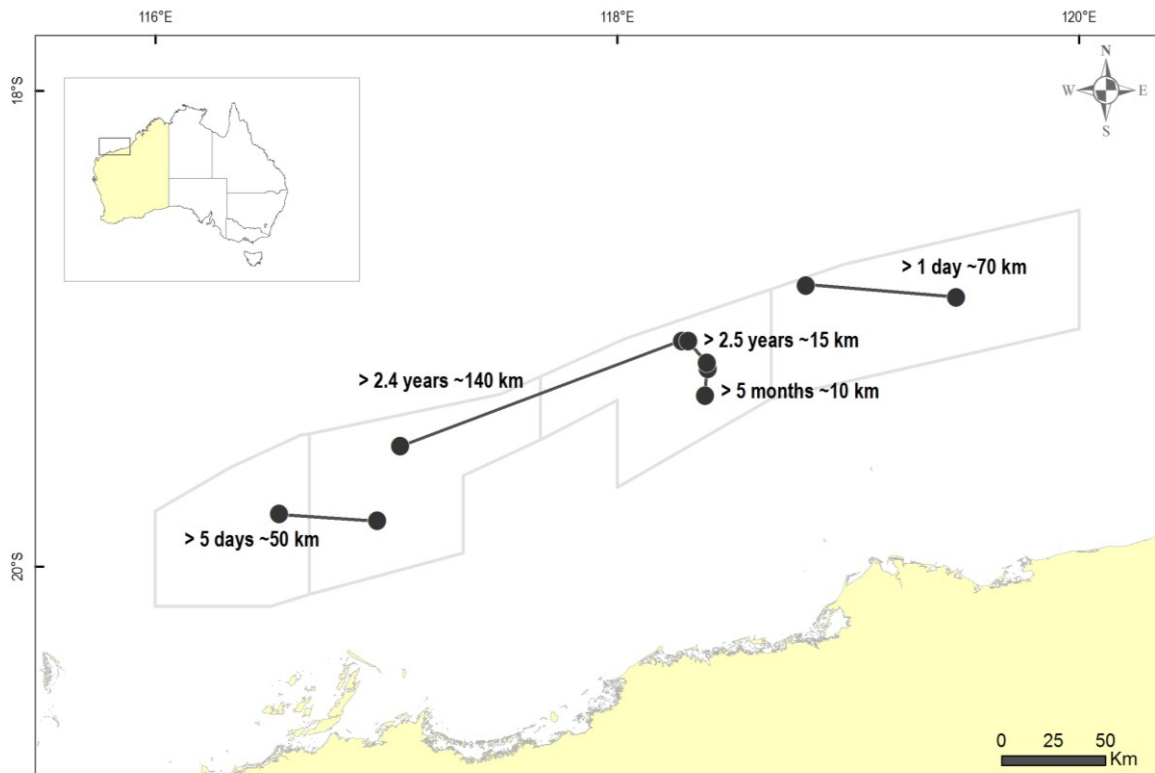 116°E
118°E
120°E
18°S
N
W E
S
> 1 day ~70 km
> 2.5 years ~15 km
> 2.4 years ~140 km
> 5 months ~10 km
> 5 days ~50 km
20°S
0 25 50
Km